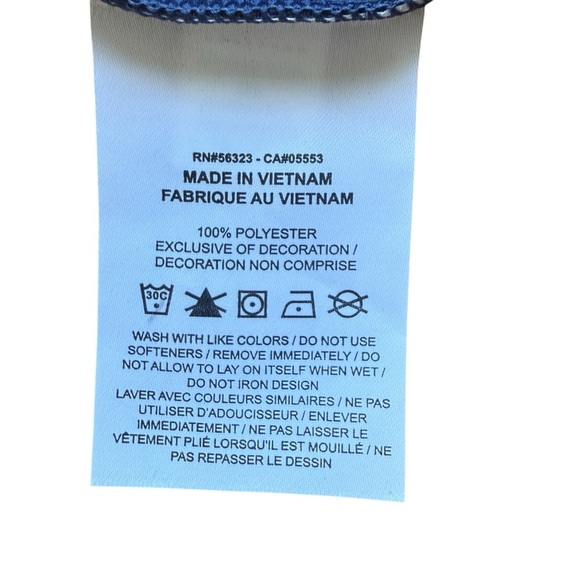 RN#56323 - CA#05553
MADE IN VIETNAM
FABRIQUE AU VIETNAM
100% POLYESTER
EXCLUSIVE OF DECORATION /
DECORATION NON COMPRISE
30C
WASH WITH LIKE COLORS / DO NOT USE
SOFTENERS / REMOVE IMMEDIATELY / DO
NOT ALLOW TO LAY ON ITSELF WHEN WET /
DO NOT IRON DESIGN
LAVER AVEC COULEURS SIMILAIRES / NE PAS
UTILISER D'ADOUCISSEUR / ENLEVER
IMMEDIATEMENT / NE PAS LAISSER LE
VÊTEMENT PLIÉ LORSQU'IL EST MOUILLÉ / NE
PAS REPASSER LE DESSIN